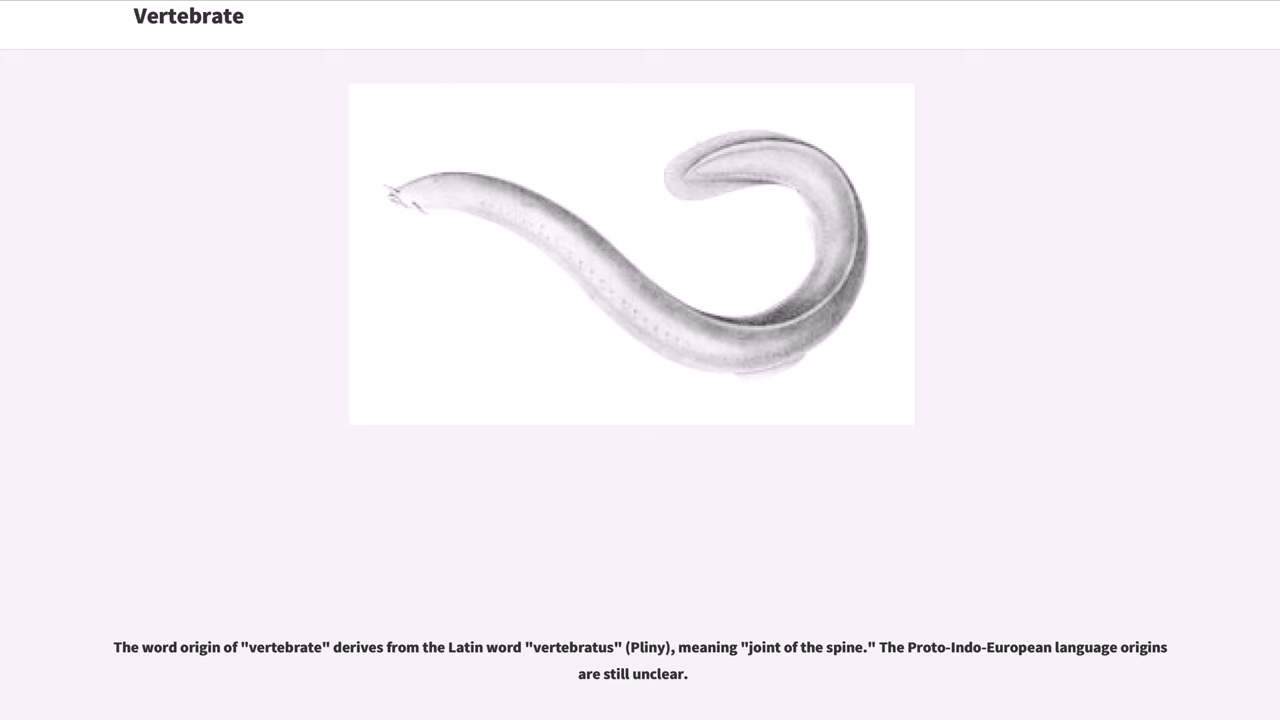 Vertebrate
The word origin of "vertebrate" derives from the Latin word "vertebratus" (Pliny), meaning "joint of the spine." The Proto-Indo-European language origins
are still unclear.